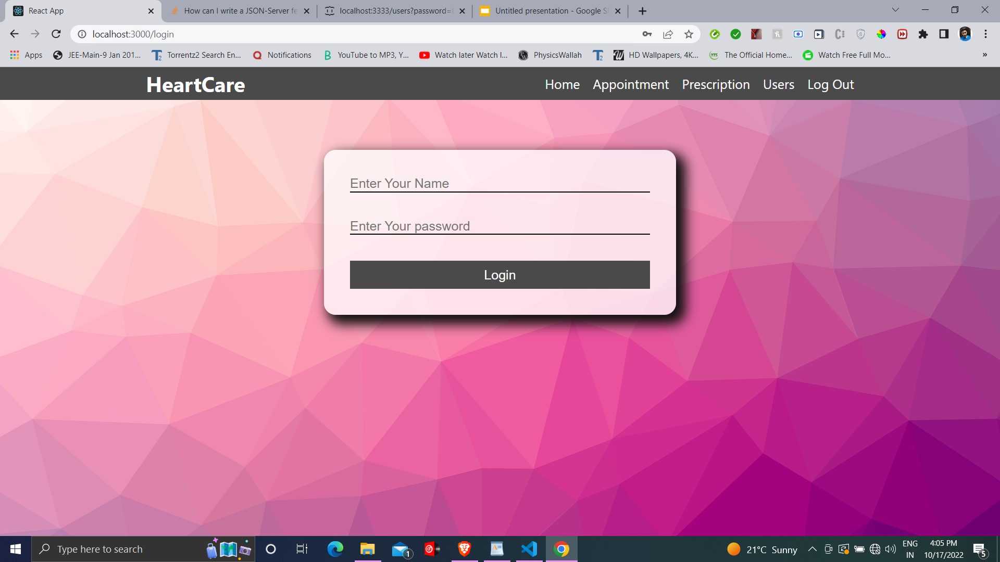 React App
How can I write a JSON-Server fe
localhost:3333/users?password=
Untitled presentation - Google Sl
localhost:3000/login
Apps
JEE-Main-9 Jan 201...
Torrentz2 Search En...
Notifications
YouTube to MP3, Y...
Watch later Watch l...
PhysicsWallah
HD Wallpapers, 4K...
The Official Home...
Watch Free Full Mo...
»
HeartCare
Home
Appointment
Prescription
Users
Log Out
Enter Your Name
Enter Your password
Login
Type here to search
1
21°C Sunny
ENG
IN
4:05 PM
10/17/2022
5